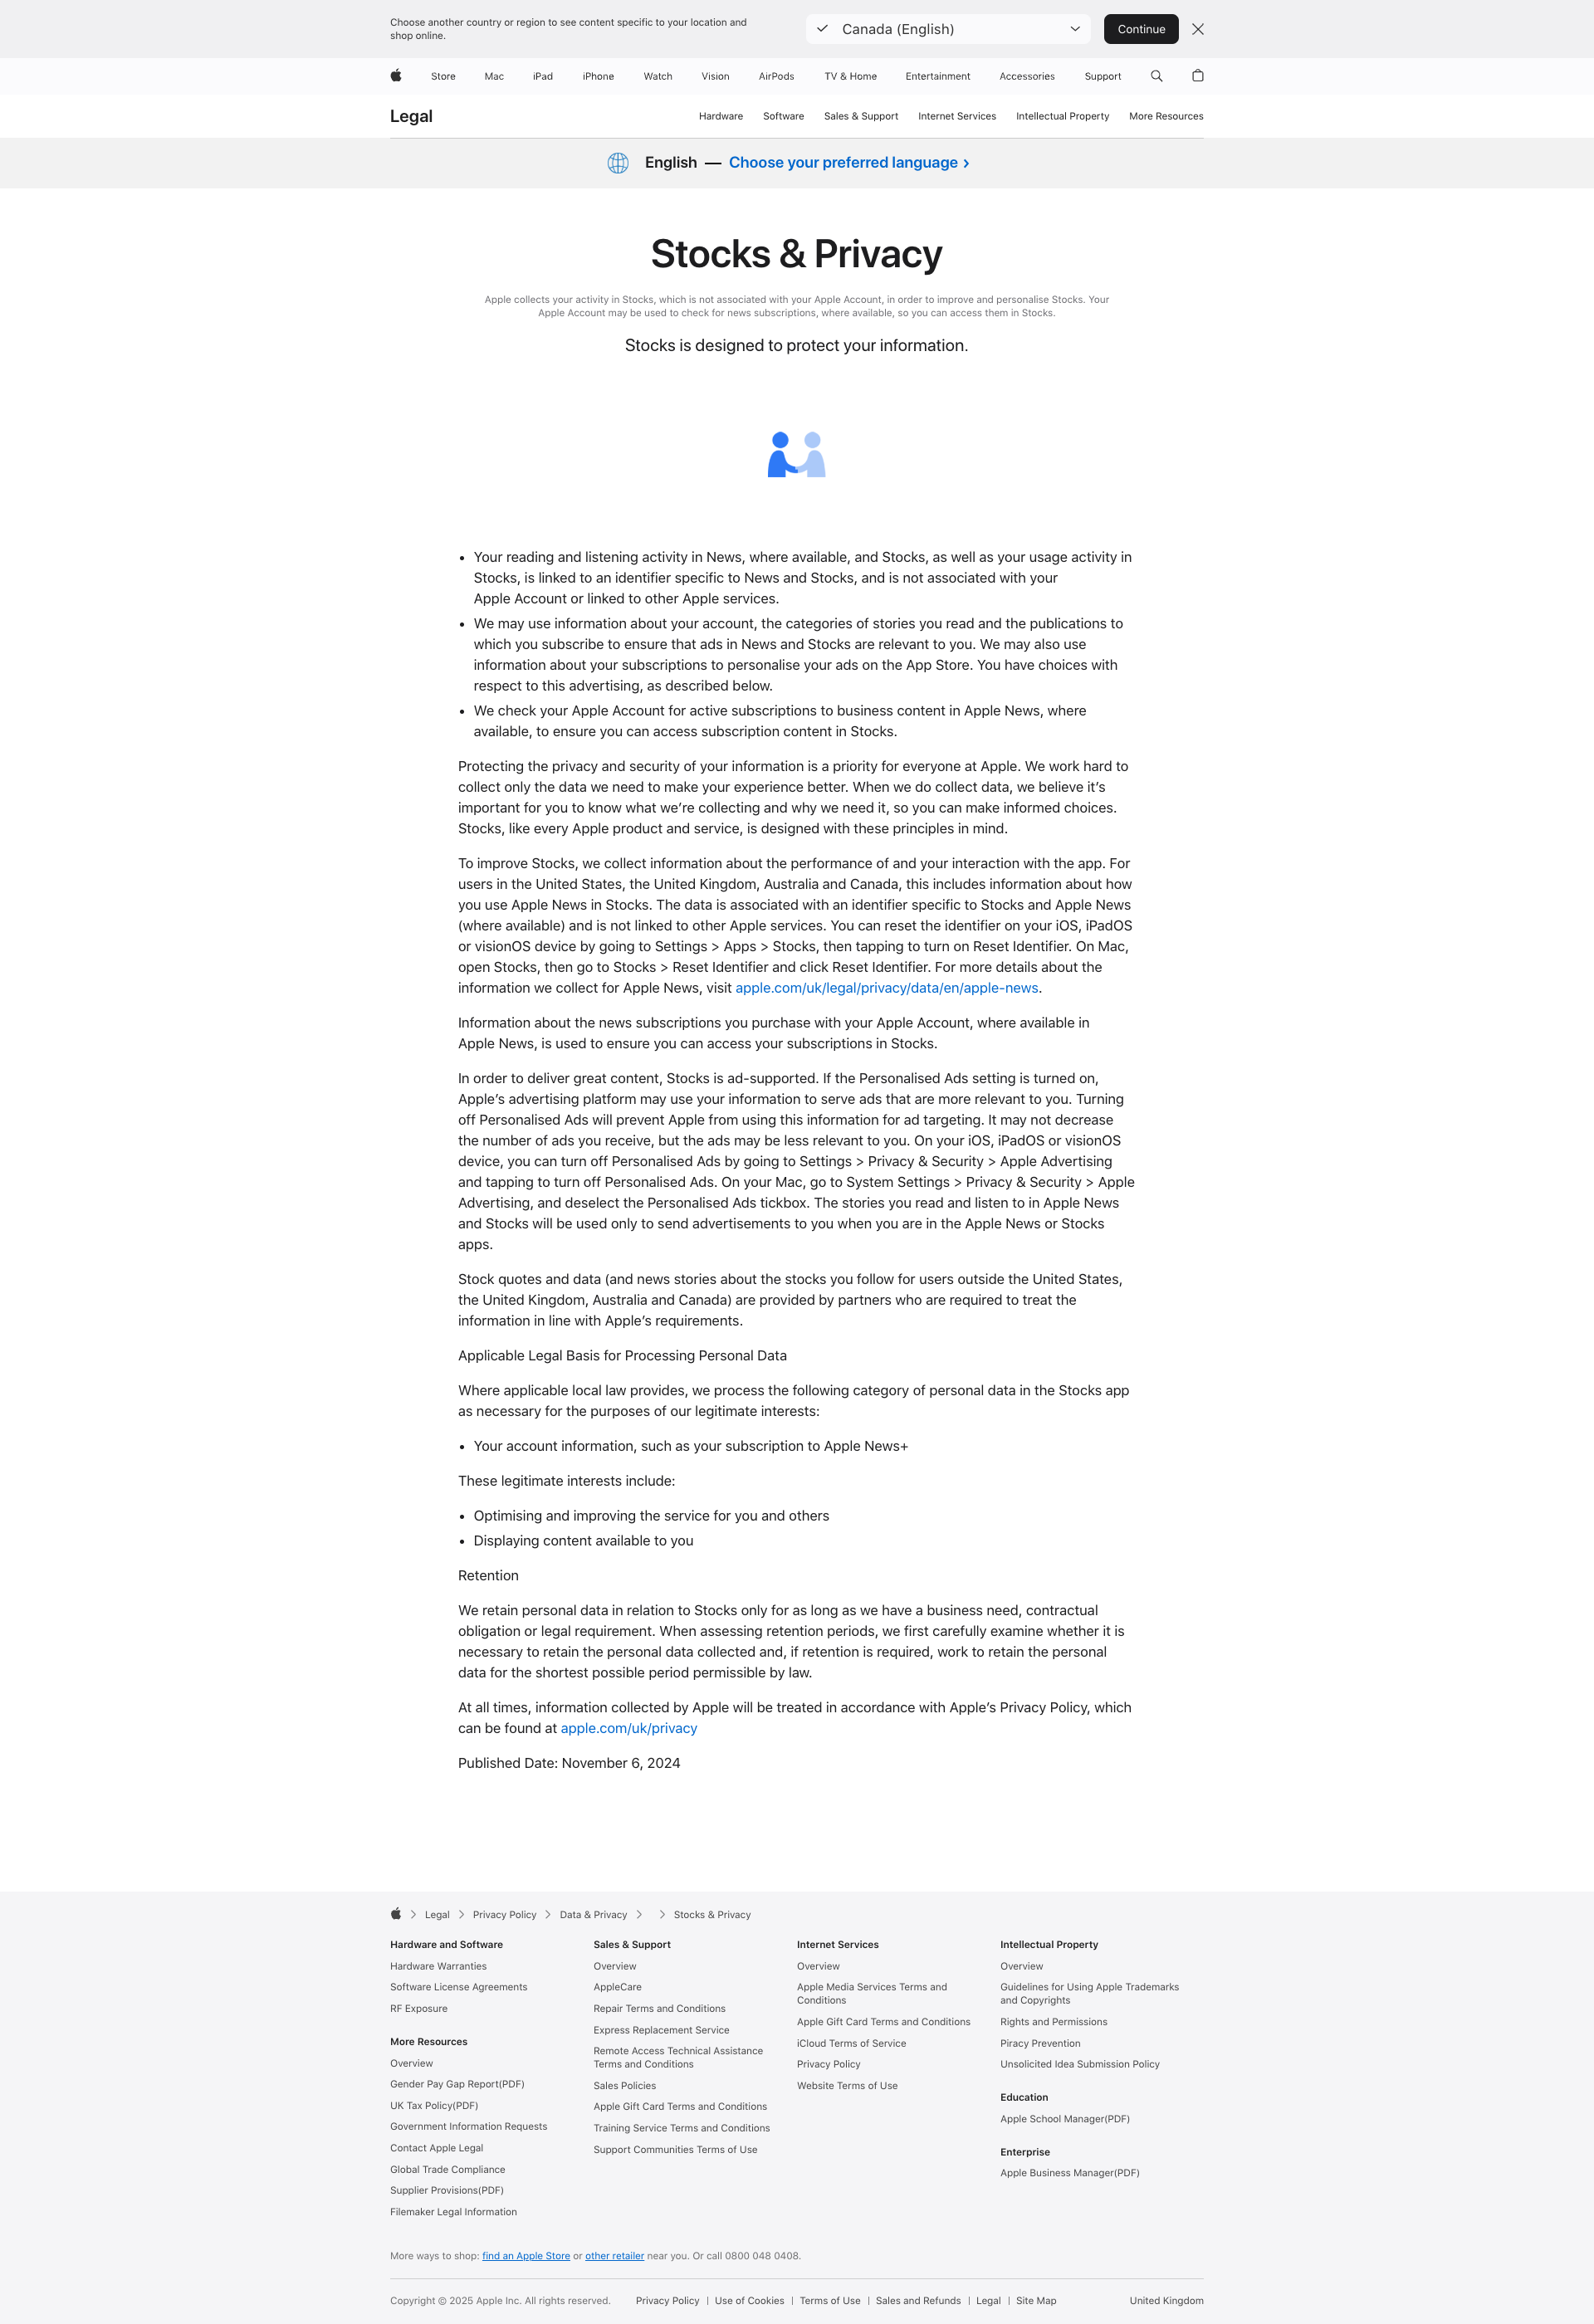 Choose another country or region to see content specific to your location and
shop online.
Canada (English)
Continue
Store
Mac
iPad
iPhone
Watch
Vision
AirPods
TV & Home
Entertainment
Accessories
Support
Legal
Hardware
Software
Sales & Support
Internet Services
Intellectual Property
More Resources
English — Choose your preferred language
Stocks & Privacy
Apple collects your activity in Stocks, which is not associated with your Apple Account, in order to improve and personalise Stocks. Your
Apple Account may be used to check for news subscriptions, where available, so you can access them in Stocks.
Stocks is designed to protect your information.
• Your reading and listening activity in News, where available, and Stocks, as well as your usage activity in
Stocks, is linked to an identifier specific to News and Stocks, and is not associated with your
Apple Account or linked to other Apple services.
• We may use information about your account, the categories of stories you read and the publications to
which you subscribe to ensure that ads in News and Stocks are relevant to you. We may also use
information about your subscriptions to personalise your ads on the App Store. You have choices with
respect to this advertising, as described below.
• We check your Apple Account for active subscriptions to business content in Apple News, where
available, to ensure you can access subscription content in Stocks.
Protecting the privacy and security of your information is a priority for everyone at Apple. We work hard to
collect only the data we need to make your experience better. When we do collect data, we believe it's
important for you to know what we're collecting and why we need it, so you can make informed choices.
Stocks, like every Apple product and service, is designed with these principles in mind.
To improve Stocks, we collect information about the performance of and your interaction with the app. For
users in the United States, the United Kingdom, Australia and Canada, this includes information about how
you use Apple News in Stocks. The data is associated with an identifier specific to Stocks and Apple News
(where available) and is not linked to other Apple services. You can reset the identifier on your iOS, iPadOS
or visionOS device by going to Settings > Apps > Stocks, then tapping to turn on Reset Identifier. On Mac,
open Stocks, then go to Stocks > Reset Identifier and click Reset Identifier. For more details about the
information we collect for Apple News, visit apple.com/uk/legal/privacy/data/en/apple-news.
Information about the news subscriptions you purchase with your Apple Account, where available in
Apple News, is used to ensure you can access your subscriptions in Stocks.
In order to deliver great content, Stocks is ad-supported. If the Personalised Ads setting is turned on,
Apple's advertising platform may use your information to serve ads that are more relevant to you. Turning
off Personalised Ads will prevent Apple from using this information for ad targeting. It may not decrease
the number of ads you receive, but the ads may be less relevant to you. On your iOS, iPadOS or visionOS
device, you can turn off Personalised Ads by going to Settings > Privacy & Security > Apple Advertising
and tapping to turn off Personalised Ads. On your Mac, go to System Settings > Privacy & Security > Apple
Advertising, and deselect the Personalised Ads tickbox. The stories you read and listen to in Apple News
and Stocks will be used only to send advertisements to you when you are in the Apple News or Stocks
apps.
Stock quotes and data (and news stories about the stocks you follow for users outside the United States,
the United Kingdom, Australia and Canada) are provided by partners who are required to treat the
information in line with Apple's requirements.
Applicable Legal Basis for Processing Personal Data
Where applicable local law provides, we process the following category of personal data in the Stocks app
as necessary for the purposes of our legitimate interests:
• Your account information, such as your subscription to Apple News+
These legitimate interests include:
• Optimising and improving the service for you and others
• Displaying content available to you
Retention
We retain personal data in relation to Stocks only for as long as we have a business need, contractual
obligation or legal requirement. When assessing retention periods, we first carefully examine whether it is
necessary to retain the personal data collected and, if retention is required, work to retain the personal
data for the shortest possible period permissible by law.
At all times, information collected by Apple will be treated in accordance with Apple's Privacy Policy, which
can be found at apple.com/uk/privacy
Published Date: November 6, 2024
Legal
Privacy Policy
Data & Privacy
Stocks & Privacy
Hardware and Software
Hardware Warranties
Software License Agreements
RF Exposure
More Resources
Overview
Gender Pay Gap Report(PDF)
UK Tax Policy(PDF)
Government Information Requests
Contact Apple Legal
Global Trade Compliance
Supplier Provisions(PDF)
Filemaker Legal Information
Sales & Support
Overview
AppleCare
Repair Terms and Conditions
Express Replacement Service
Remote Access Technical Assistance
Terms and Conditions
Sales Policies
Apple Gift Card Terms and Conditions
Training Service Terms and Conditions
Support Communities Terms of Use
Internet Services
Overview
Apple Media Services Terms and
Conditions
Apple Gift Card Terms and Conditions
iCloud Terms of Service
Privacy Policy
Website Terms of Use
Intellectual Property
Overview
Guidelines for Using Apple Trademarks
and Copyrights
Rights and Permissions
Piracy Prevention
Unsolicited Idea Submission Policy
Education
Apple School Manager(PDF)
Enterprise
Apple Business Manager(PDF)
More ways to shop: find an Apple Store or other retailer near you. Or call 0800 048 0408.
Copyright © 2025 Apple Inc. All rights reserved.
Privacy Policy | Use of Cookies | Terms of Use | Sales and Refunds | Legal | Site Map
United Kingdom